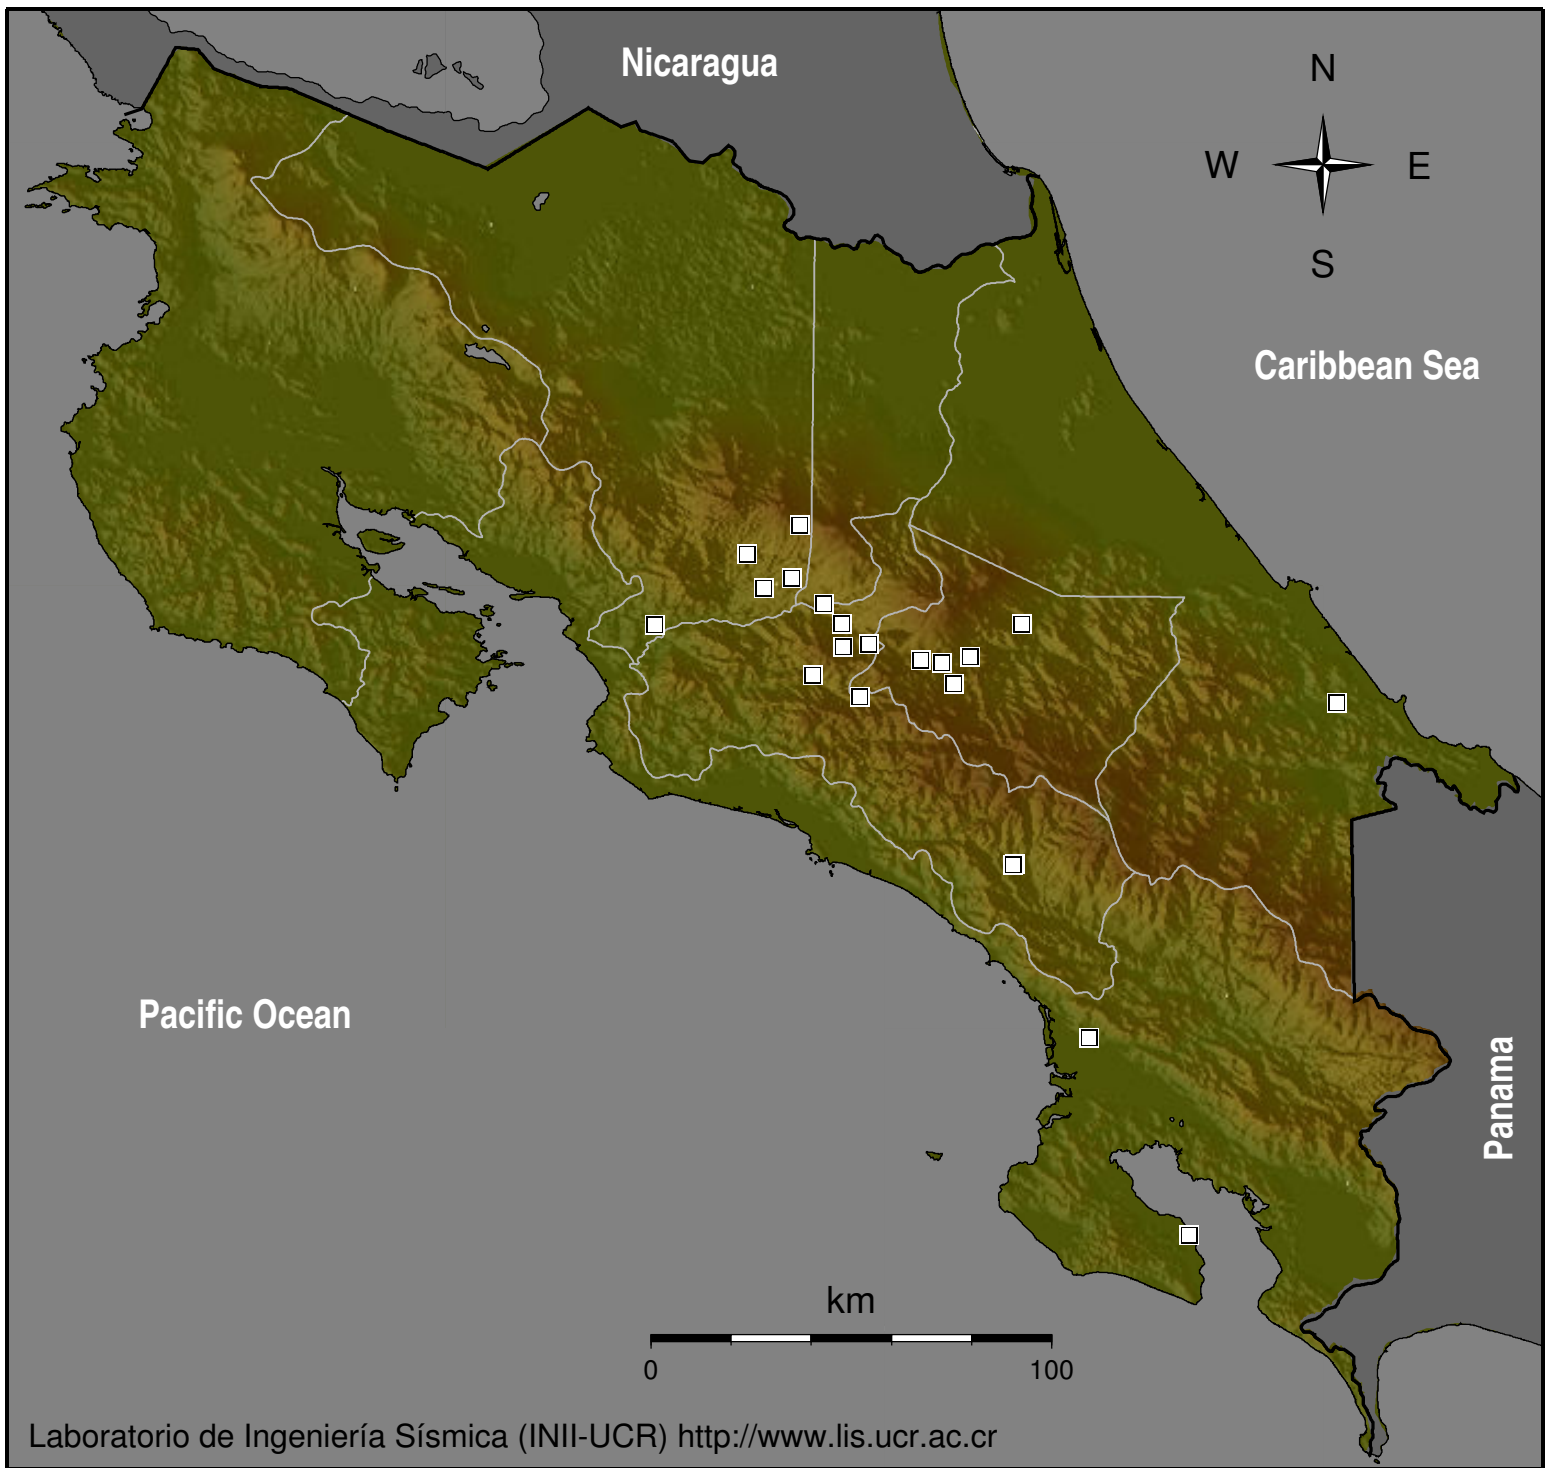 Nicaragua
N
W
E
S
Caribbean Sea
Pacific Ocean
Panama
km
0
100
Laboratorio de Ingeniería Sísmica (INII-UCR) http://www.lis.ucr.ac.cr